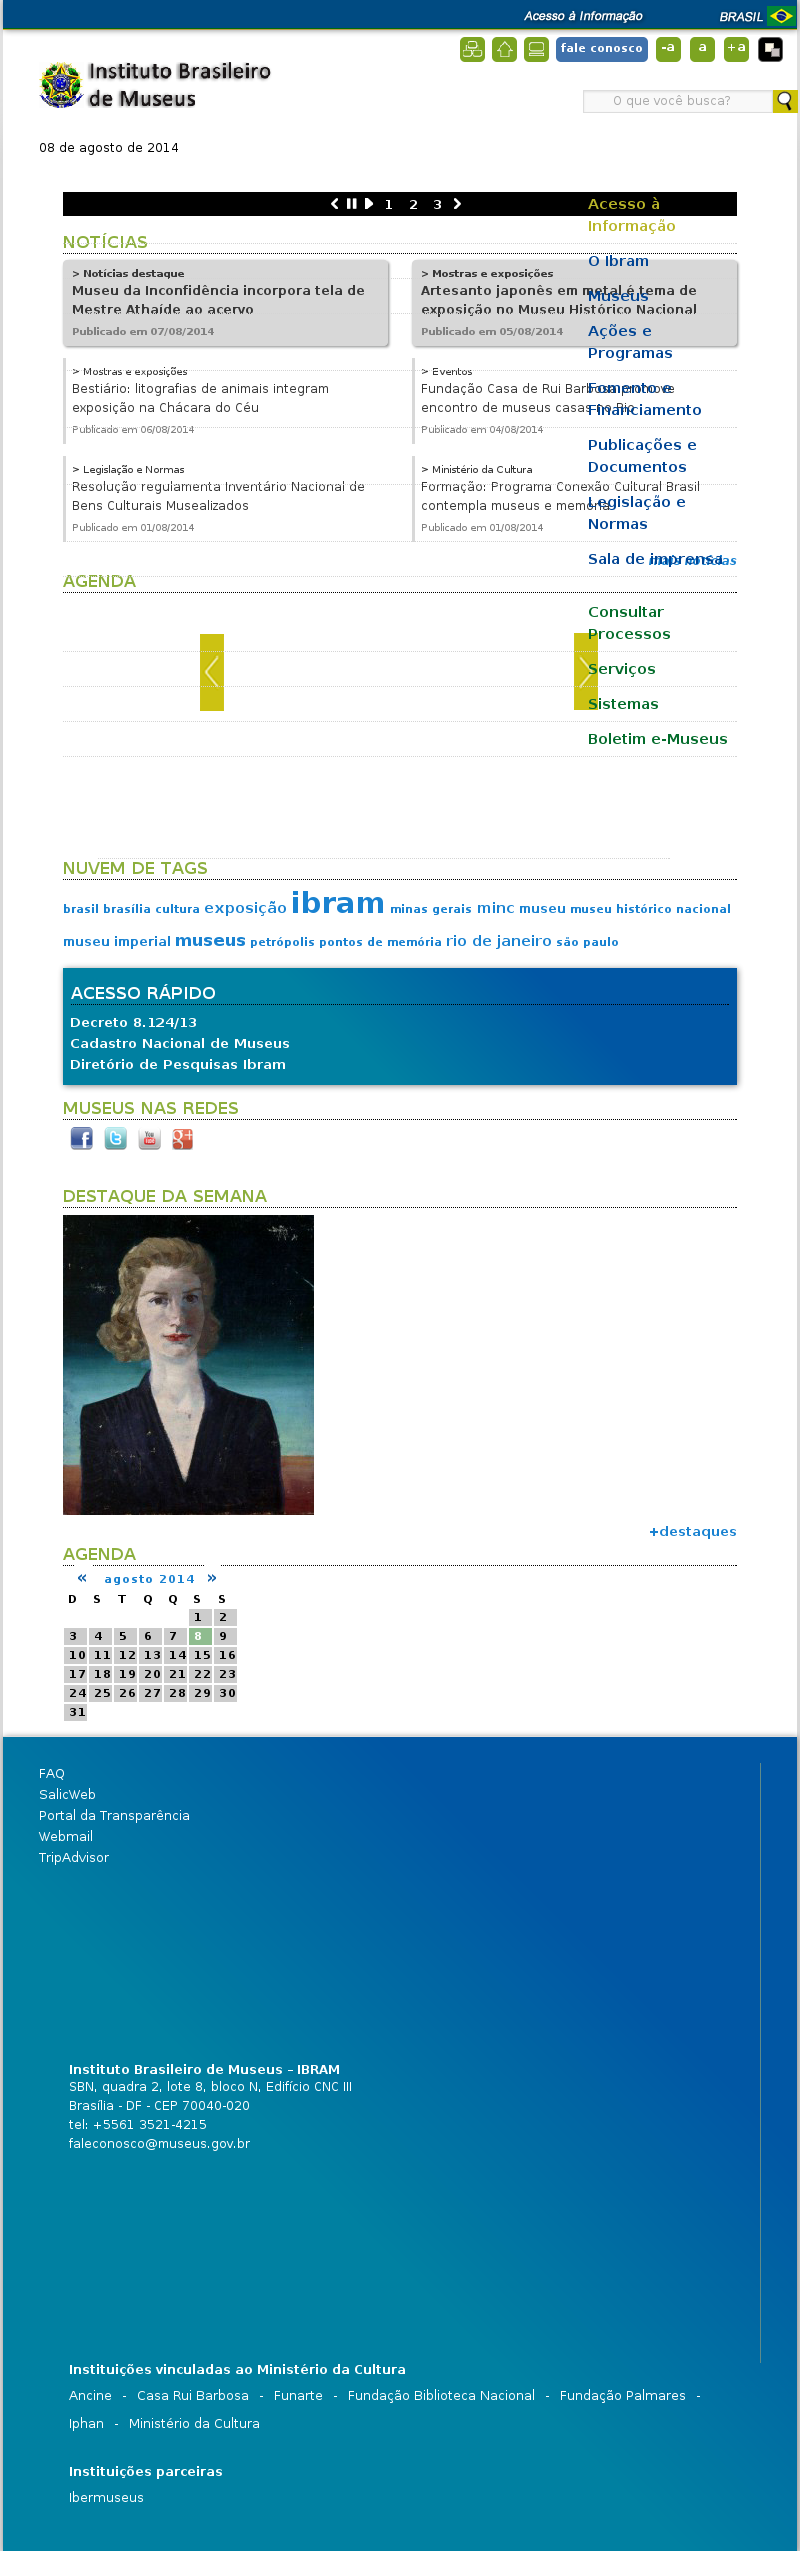 Acesso à Informação
BRASIL
fale conosco
-a
a
+a
Instituto Brasileiro
de Museus
O que você busca?
08 de agosto de 2014
1 2 3
Acesso à
Informação
O Ibram
Museus
Ações e
Programas
Fomento e
Financiamento
Publicações e
Documentos
Legislação e
Normas
Sala de imprensa
Consultar
Processos
Serviços
Sistemas
Boletim e-Museus
NOTÍCIAS
> Notícias destaque
Museu da Inconfidência incorpora tela de
Mestre Athaíde ao acervo
Publicado em 07/08/2014
> Mostras e exposições
Artesanto japonês em metal é tema de
exposição no Museu Histórico Nacional
Publicado em 05/08/2014
> Mostras e exposições
Bestiário: litografias de animais integram
exposição na Chácara do Céu
Publicado em 06/08/2014
> Eventos
Fundação Casa de Rui Barbosa promove
encontro de museus casas no Rio
Publicado em 04/08/2014
> Legislação e Normas
Resolução regulamenta Inventário Nacional de
Bens Culturais Musealizados
Publicado em 01/08/2014
> Ministério da Cultura
Formação: Programa Conexão Cultural Brasil
contempla museus e memória
Publicado em 01/08/2014
mais notícias
AGENDA
NUVEM DE TAGS
brasil brasília cultura exposição ibram minas gerais minc museu museu histórico nacional
museu imperial museus petrópolis pontos de memória rio de janeiro são paulo
ACESSO RÁPIDO
Decreto 8.124/13
Cadastro Nacional de Museus
Diretório de Pesquisas Ibram
MUSEUS NAS REDES
You Tube
DESTAQUE DA SEMANA
+destaques
AGENDA
« agosto 2014 »
D S T Q Q S S
1 2
3 4 5 6 7 8 9
10 11 12 13 14 15 16
17 18 19 20 21 22 23
24 25 26 27 28 29 30
31
FAQ
SalicWeb
Portal da Transparência
Webmail
TripAdvisor
Instituto Brasileiro de Museus – IBRAM
SBN, quadra 2, lote 8, bloco N, Edifício CNC III
Brasília - DF - CEP 70040-020
tel: +5561 3521-4215
faleconosco@museus.gov.br
Instituições vinculadas ao Ministério da Cultura
Ancine - Casa Rui Barbosa - Funarte - Fundação Biblioteca Nacional - Fundação Palmares -
Iphan - Ministério da Cultura
Instituições parceiras
Ibermuseus